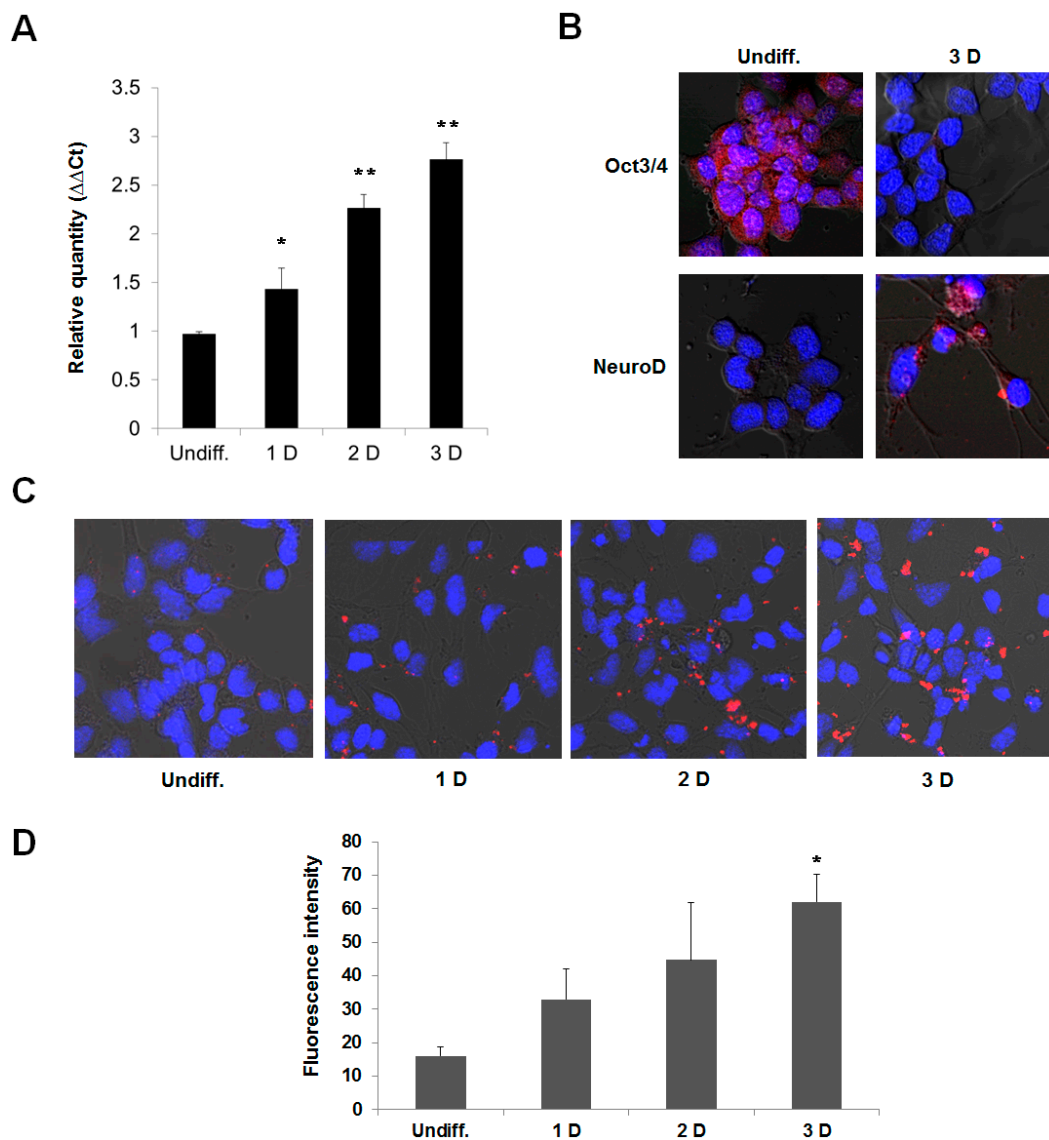 A
Relative quantity (ΔΔCt)
3.5
3
2.5
2
1.5
1
0.5
0
*
**
**
Undiff. 1 D 2 D 3 D
B
Undiff. 3 D
Oct3/4
NeuroD
C
Undiff. 1 D 2 D 3 D
D
Fluorescence intensity
80
70
60
50
40
30
20
10
0
*
Undiff. 1 D 2 D 3 D